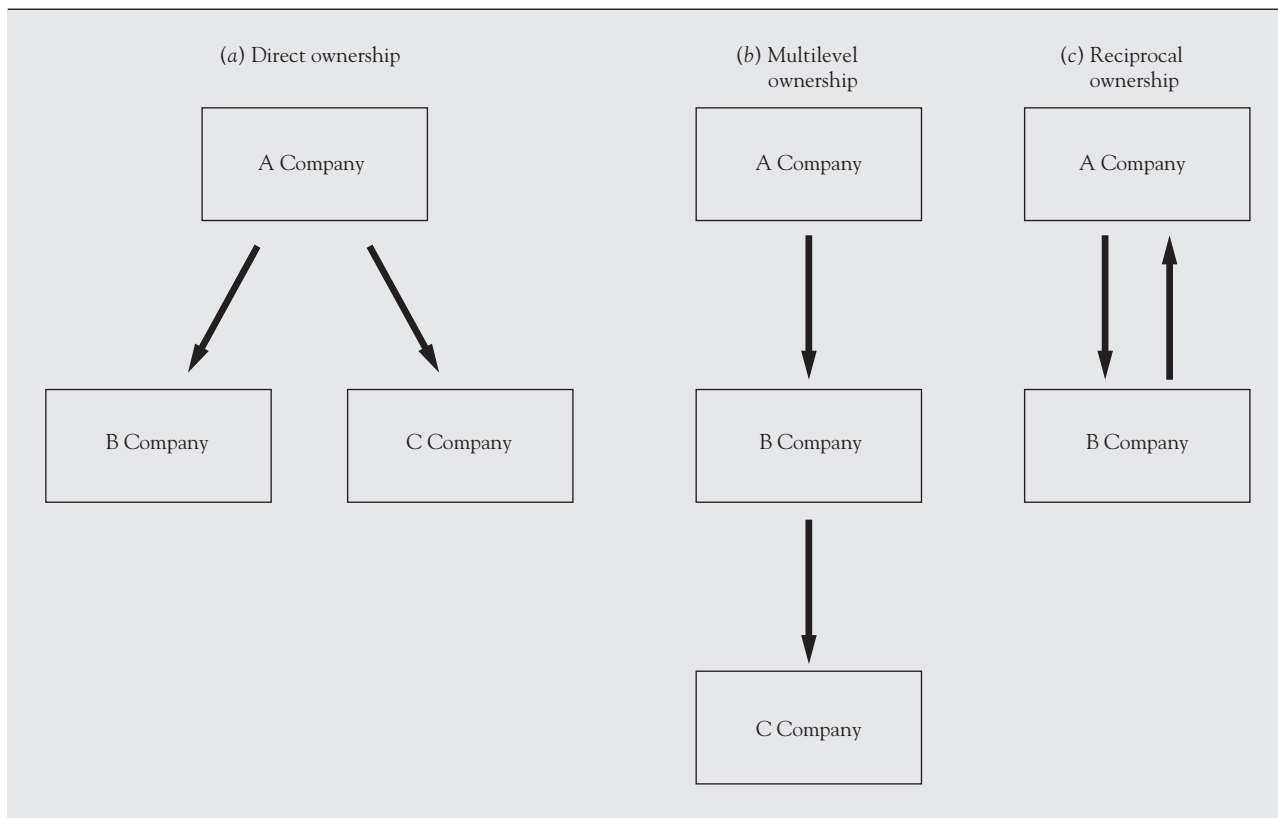 (a) Direct ownership
A Company
B Company
C Company
(b) Multilevel
ownership
A Company
B Company
C Company
(c) Reciprocal
ownership
A Company
B Company